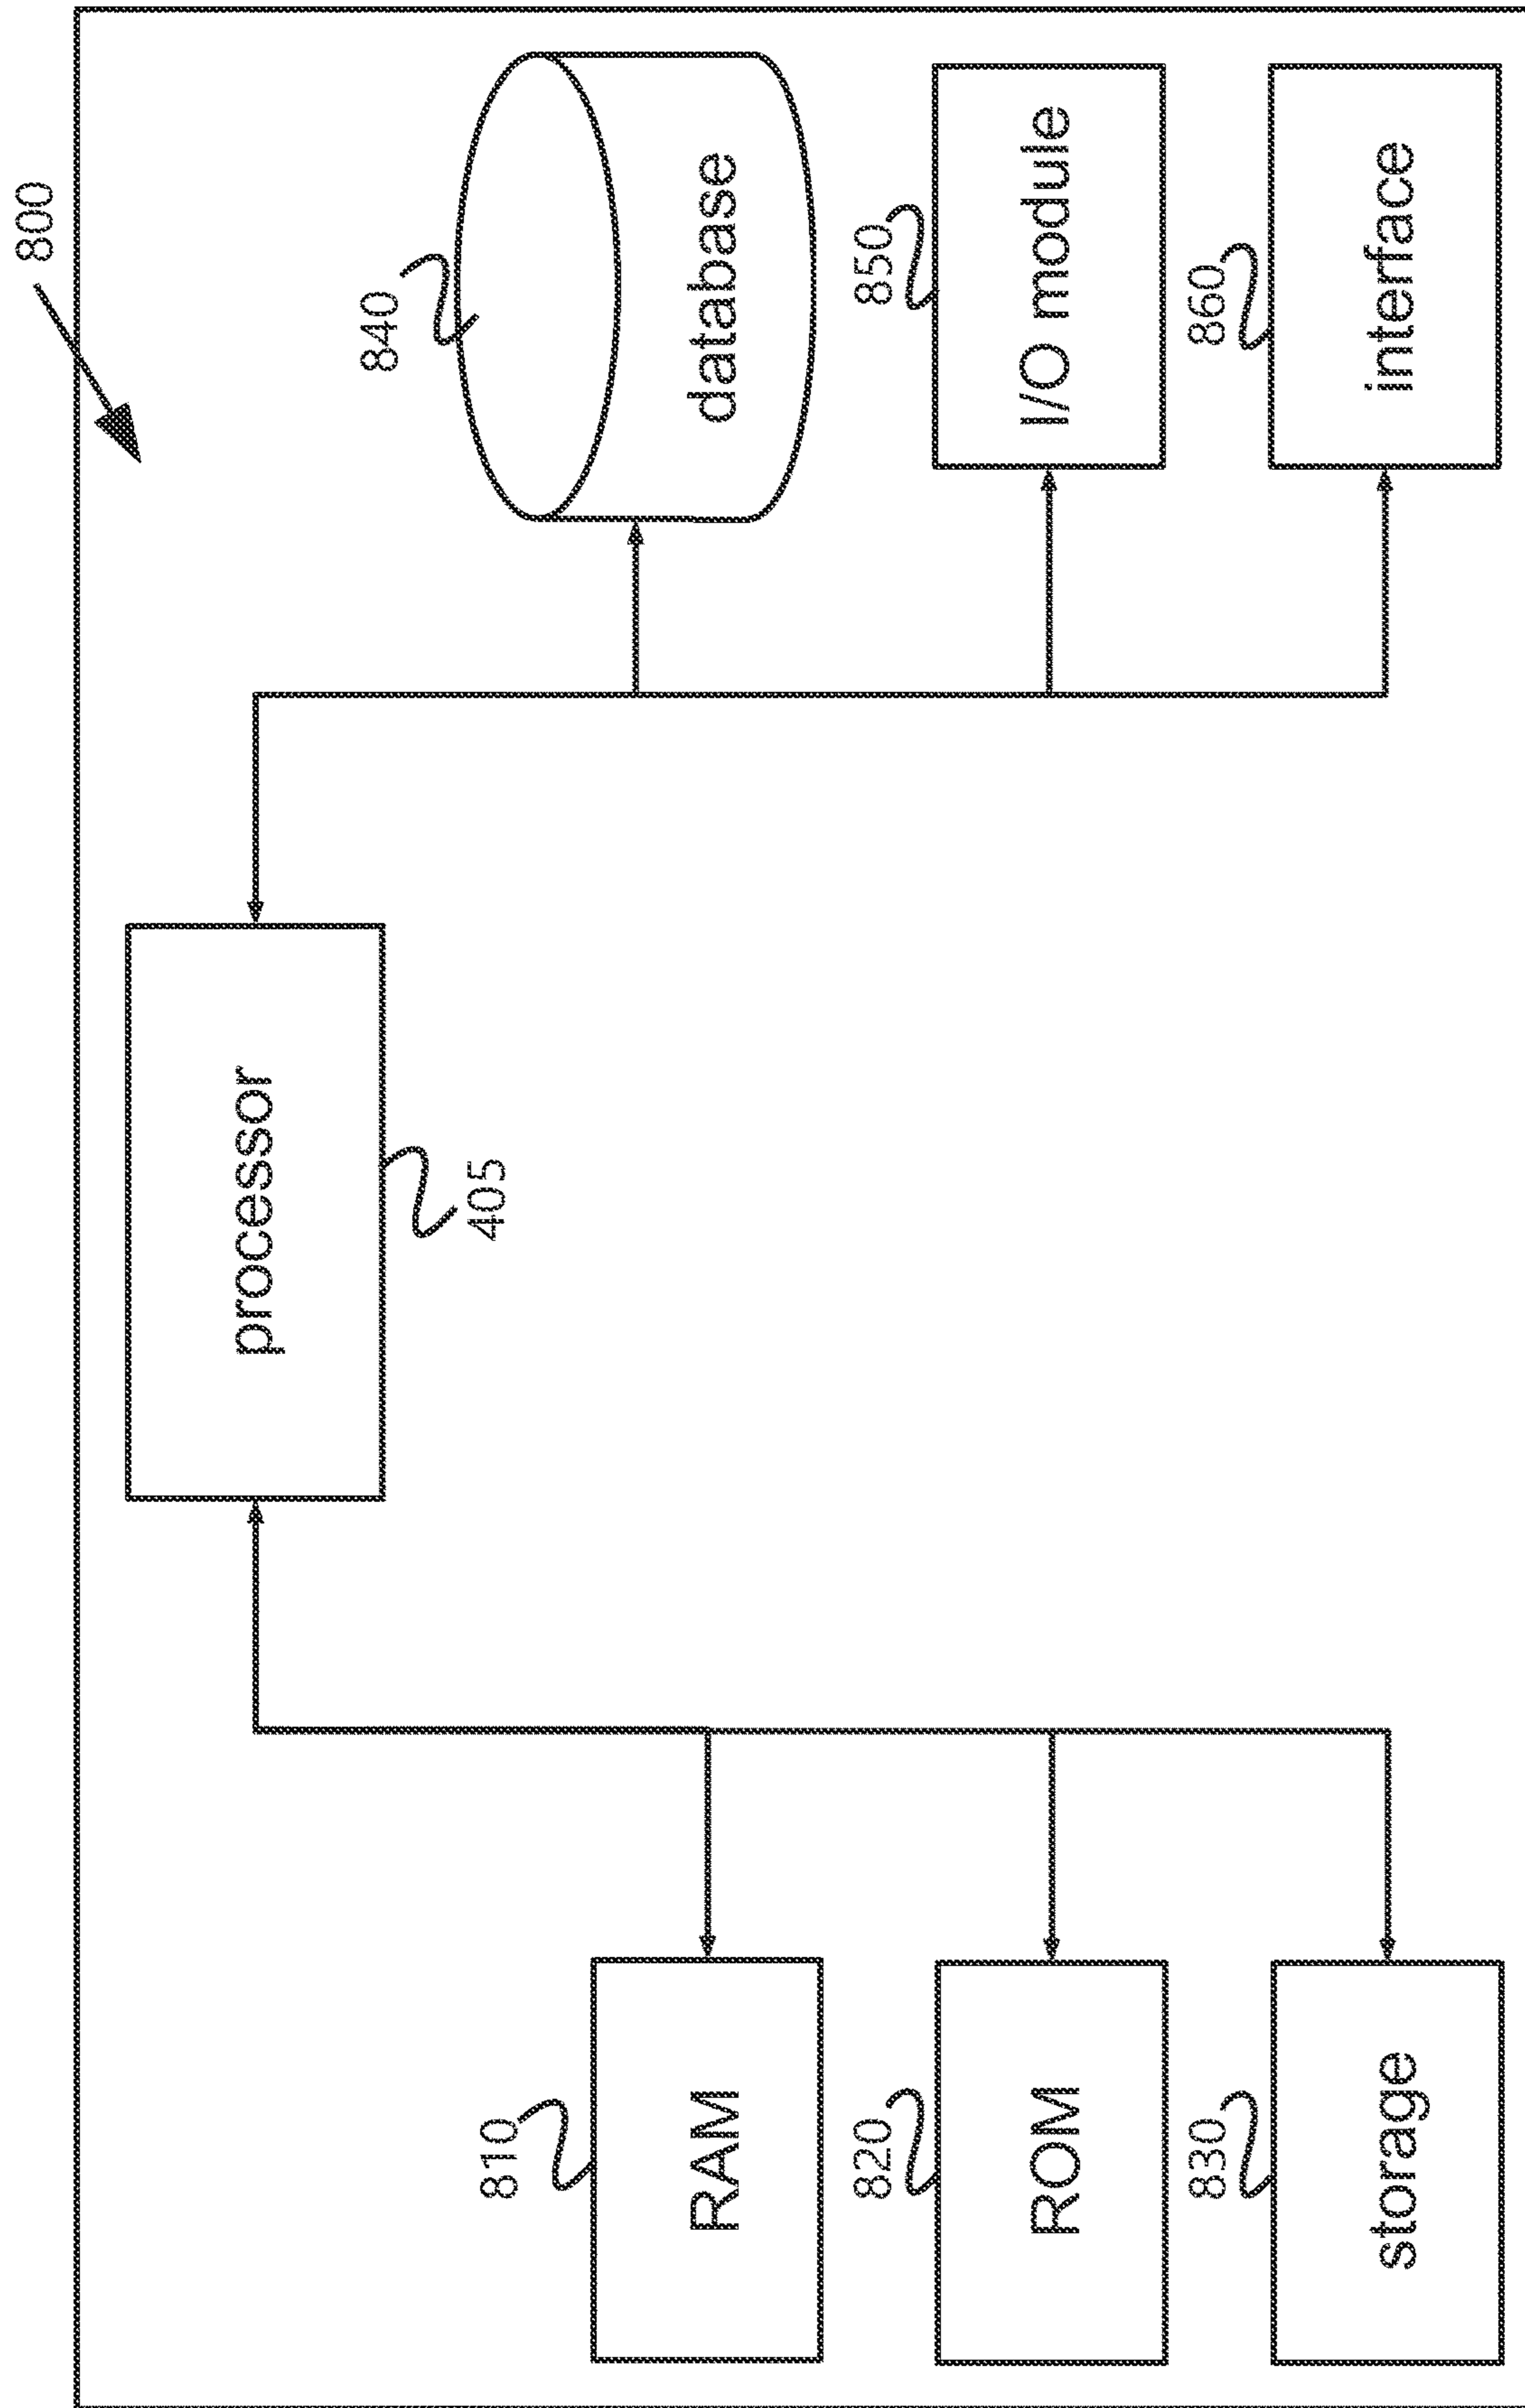 800
processor
405
810
RAM
820
ROM
830
storage
840
database
850
I/O module
860
interface